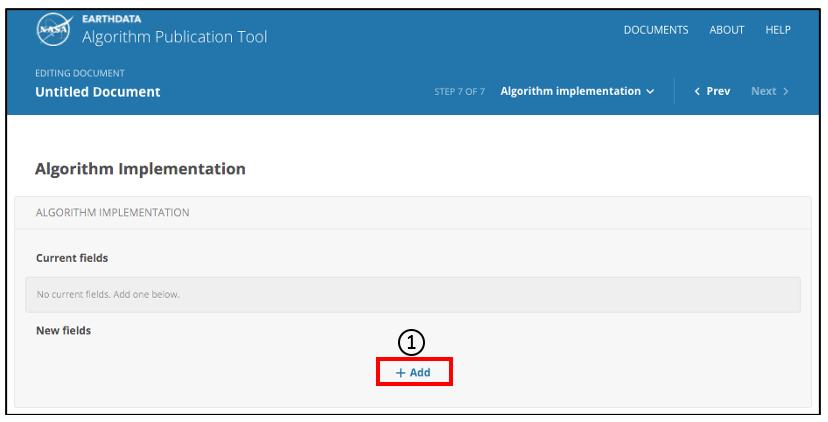 NASA
EARTHDATA
Algorithm Publication Tool
DOCUMENTS ABOUT HELP
EDITING DOCUMENT
Untitled Document
STEP 7 OF 7 Algorithm implementation Prev Next
Algorithm Implementation
ALGORITHM IMPLEMENTATION
Current fields
No current fields. Add one below.
New fields
1
+ Add